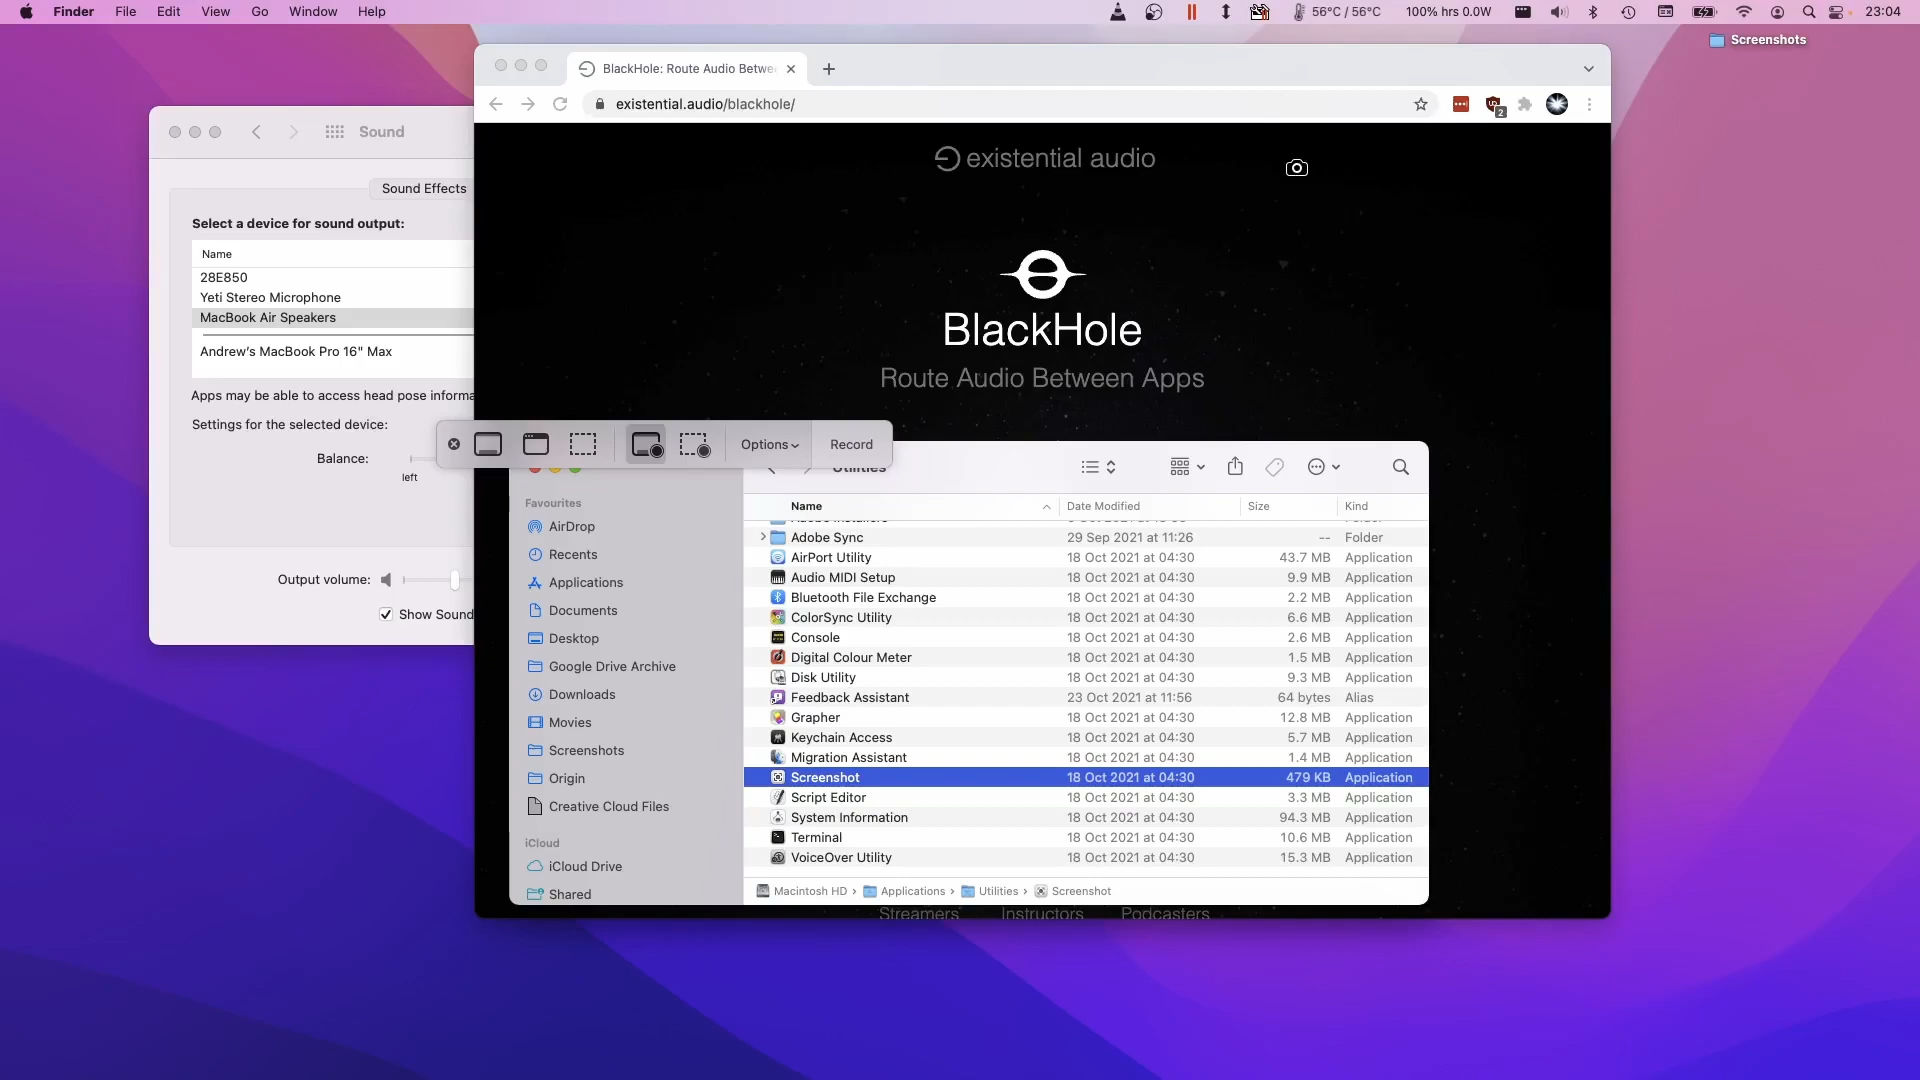 Finder File Edit View Go Window Help
56°C / 56°C 100% hrs 0.0W 23:04
Screenshots
BlackHole: Route Audio Betwe
existential.audio/blackhole/
2
Sound
Sound Effects
Select a device for sound output:
Name
28E850
Yeti Stereo Microphone
MacBook Air Speakers
Andrew's MacBook Pro 16" Max
Apps may be able to access head pose informa
Settings for the selected device:
Balance:
left
Output volume:
Show Sound
existential audio
BlackHole
Route Audio Between Apps
Options Record
Utilities
Favourites
AirDrop
Recents
Applications
Documents
Desktop
Google Drive Archive
Downloads
Movies
Screenshots
Origin
Creative Cloud Files
iCloud
iCloud Drive
Shared
Name Date Modified Size Kind
Adobe Sync 29 Sep 2021 at 11:26 -- Folder
AirPort Utility 18 Oct 2021 at 04:30 43.7 MB Application
Audio MIDI Setup 18 Oct 2021 at 04:30 9.9 MB Application
Bluetooth File Exchange 18 Oct 2021 at 04:30 2.2 MB Application
ColorSync Utility 18 Oct 2021 at 04:30 6.6 MB Application
Console 18 Oct 2021 at 04:30 2.6 MB Application
Digital Colour Meter 18 Oct 2021 at 04:30 1.5 MB Application
Disk Utility 18 Oct 2021 at 04:30 9.3 MB Application
Feedback Assistant 23 Oct 2021 at 11:56 64 bytes Alias
Grapher 18 Oct 2021 at 04:30 12.8 MB Application
Keychain Access 18 Oct 2021 at 04:30 5.7 MB Application
Migration Assistant 18 Oct 2021 at 04:30 1.4 MB Application
Screenshot 18 Oct 2021 at 04:30 479 KB Application
Script Editor 18 Oct 2021 at 04:30 3.3 MB Application
System Information 18 Oct 2021 at 04:30 94.3 MB Application
Terminal 18 Oct 2021 at 04:30 10.6 MB Application
VoiceOver Utility 18 Oct 2021 at 04:30 15.3 MB Application
Macintosh HD › Applications › Utilities › Screenshot
Streamers Instructors Podcasters